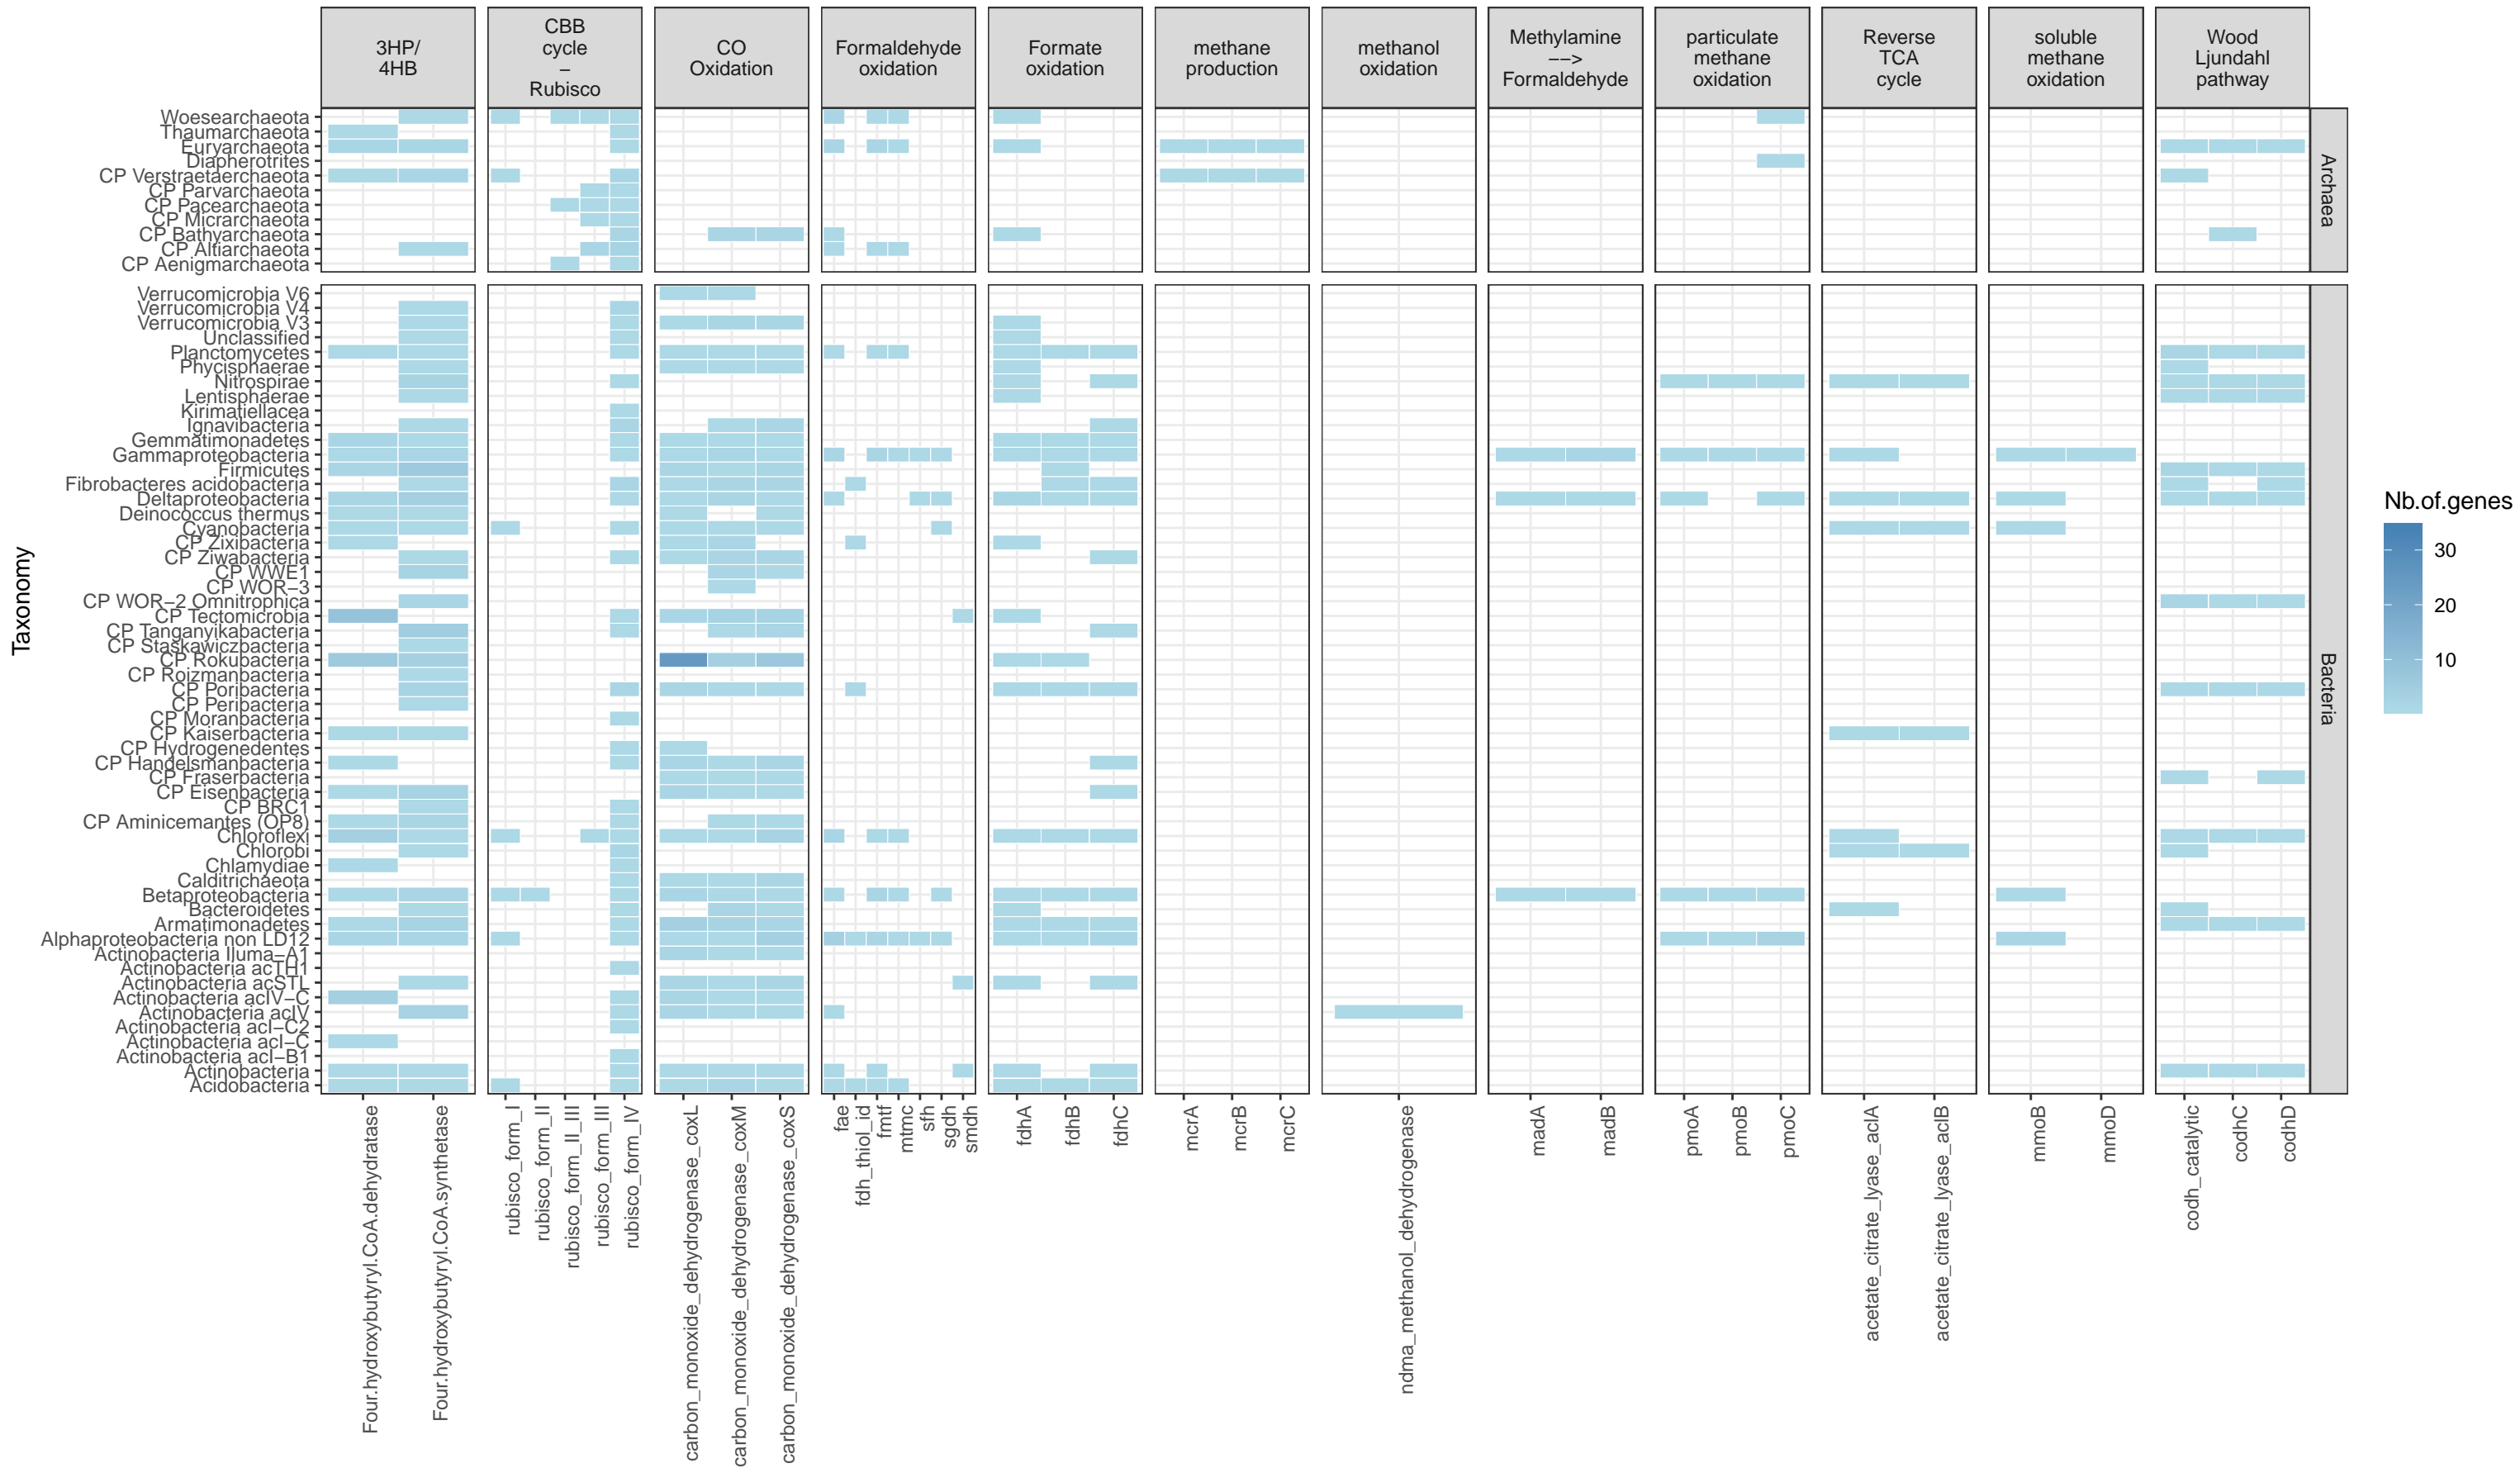 3HP/
4HB
CBB
cycle
–
Rubisco
CO
Oxidation
Formaldehyde
oxidation
Formate
oxidation
methane
production
methanol
oxidation
Methylamine
−−>
Formaldehyde
particulate
methane
oxidation
Reverse
TCA
cycle
soluble
methane
oxidation
Wood
Ljundahl
pathway
Woesearchaeota
Thaumarchaeota
Euryarchaeota
Diapherotrites
CP Verstraetaerchaeota
CP Parvarchaeota
CP Pacearchaeota
CP Micrarchaeota
CP Bathyarchaeota
CP Altiarchaeota
CP Aenigmarchaeota
Archaea
Verrucomicrobia V6
Verrucomicrobia V4
Verrucomicrobia V3
Unclassified
Planctomycetes
Phycisphaerae
Nitrospirae
Lentisphaerae
Kirimatiellacea
Ignavibacteria
Gemmatimonadetes
Gammaproteobacteria
Firmicutes
Fibrobacteres acidobacteria
Deltaproteobacteria
Deinococcus thermus
Cyanobacteria
CP Zixibacteria
CP Ziwabacteria
CP WWE1
CP WOR−3
CP WOR−2 Omnitrophica
CP Tectomicrobia
CP Tanganyikabacteria
CP Staskawiczbacteria
CP Rokubacteria
CP Roizmanbacteria
CP Poribacteria
CP Peribacteria
CP Moranbacteria
CP Kaiserbacteria
CP Hydrogenedentes
CP Handelsmanbacteria
CP Fraserbacteria
CP Eisenbacteria
CP BRC1
CP Aminicemantes (OP8)
Chloroflexi
Chlorobi
Chlamydiae
Calditrichaeota
Betaproteobacteria
Bacteroidetes
Armatimonadetes
Alphaproteobacteria non LD12
Actinobacteria Iluma−A1
Actinobacteria acTH1
Actinobacteria acSTL
Actinobacteria acIV−C
Actinobacteria acIV
Actinobacteria acI−C2
Actinobacteria acI−C
Actinobacteria acI−B1
Actinobacteria
Acidobacteria
Bacteria
Taxonomy
Four.hydroxybutyryl.CoA.dehydratase
Four.hydroxybutyryl.CoA.synthetase
rubisco_form_I
rubisco_form_II
rubisco_form_II_III
rubisco_form_III
rubisco_form_IV
carbon_monoxide_dehydrogenase_coxL
carbon_monoxide_dehydrogenase_coxM
carbon_monoxide_dehydrogenase_coxS
fae
fdh_thiol_id
fmtf
mtmc
sfh
sgdh
smdh
fdhA
fdhB
fdhC
mcrA
mcrB
mcrC
ndma_methanol_dehydrogenase
madA
madB
pmoA
pmoB
pmoC
acetate_citrate_lyase_aclA
acetate_citrate_lyase_aclB
mmoB
mmoD
codh_catalytic
codhC
codhD
Nb.of.genes
30
20
10